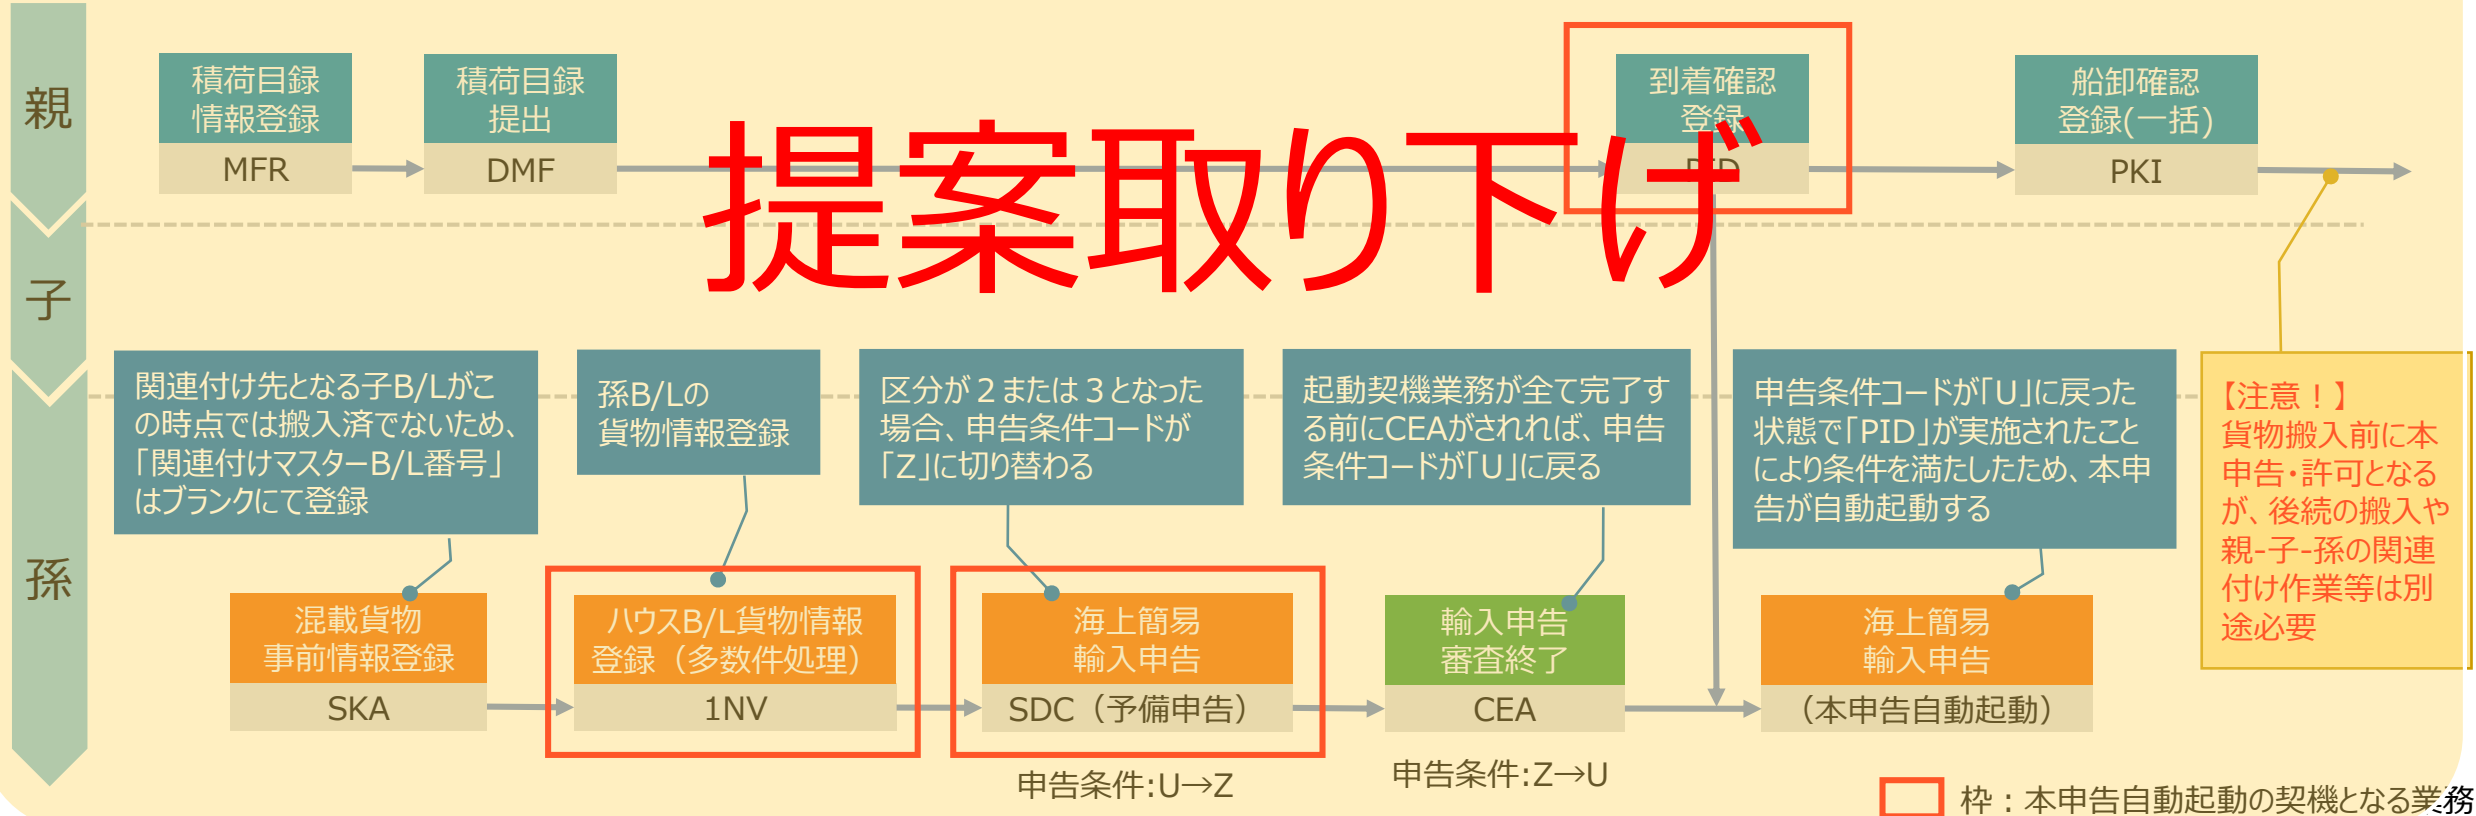 親
積荷目録
情報登録
MFR
積荷目録
提出
DMF
到着確認
登録
PID
船卸確認
登録(一括)
PKI
提案取り下げ
子
孫
関連付け先となる子B/Lがこ
の時点では搬入済でないため、
「関連付けマスターB/L番号」
はブランクにて登録
孫B/Lの
貨物情報登録
区分が２または３となった
場合、申告条件コードが
「Z」に切り替わる
起動契機業務が全て完了す
る前にCEAがされれば、申告
条件コードが「U」に戻る
申告条件コードが「U」に戻った
状態で「PID」が実施されたこと
により条件を満たしたため、本申
告が自動起動する
【注意！】
貨物搬入前に本
申告・許可となる
が、後続の搬入や
親-子-孫の関連
付け作業等は別
途必要
混載貨物
事前情報登録
SKA
ハウスB/L貨物情報
登録（多数件処理）
1NV
海上簡易
輸入申告
SDC（予備申告）
輸入申告
審査終了
CEA
海上簡易
輸入申告
（本申告自動起動）
申告条件:U→Z
申告条件:Z→U
枠：本申告自動起動の契機となる業務